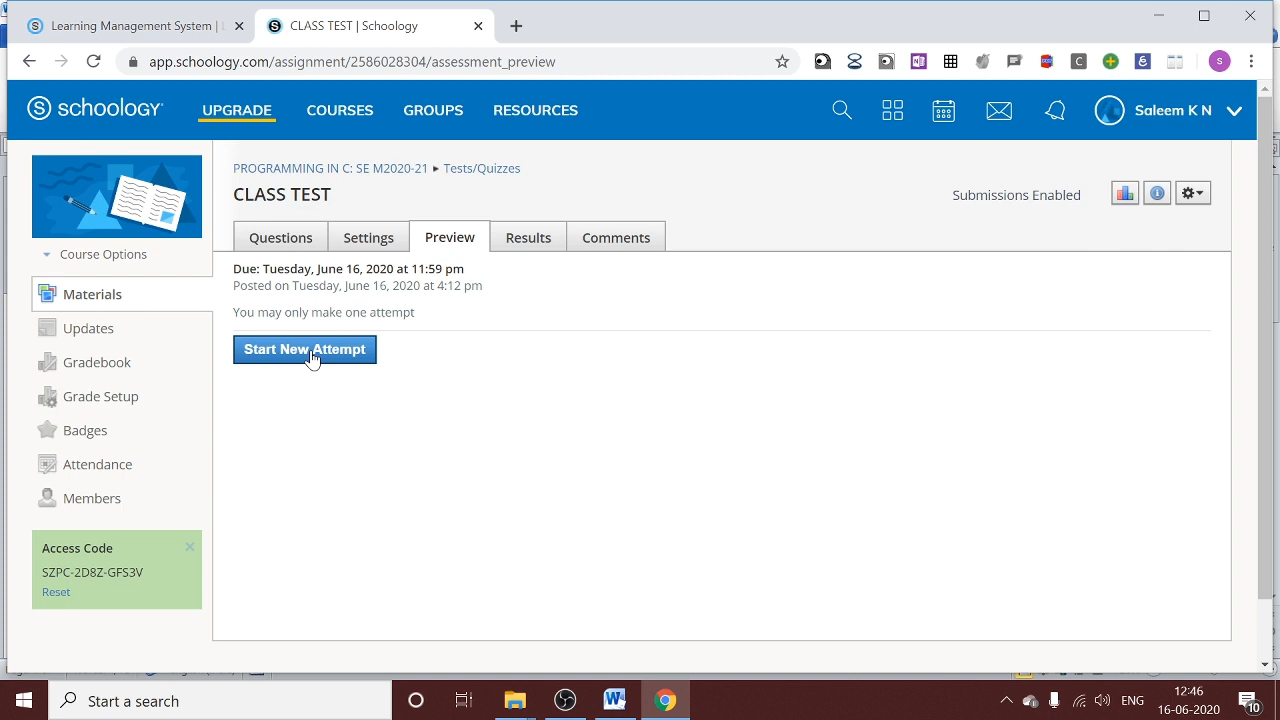 Learning Management System |
CLASS TEST | Schoology
app.schoology.com/assignment/2586028304/assessment_preview
S schoology
UPGRADE
COURSES
GROUPS
RESOURCES
Saleem K N
PROGRAMMING IN C: SE M2020-21 ▸ Tests/Quizzes
CLASS TEST
Submissions Enabled
Questions
Settings
Preview
Results
Comments
Course Options
Materials
Updates
Gradebook
Grade Setup
Badges
Attendance
Members
Access Code
SZPC-2D8Z-GFS3V
Reset
Due: Tuesday, June 16, 2020 at 11:59 pm
Posted on Tuesday, June 16, 2020 at 4:12 pm
You may only make one attempt
Start New Attempt
Start a search
ENG
12:46
16-06-2020
10